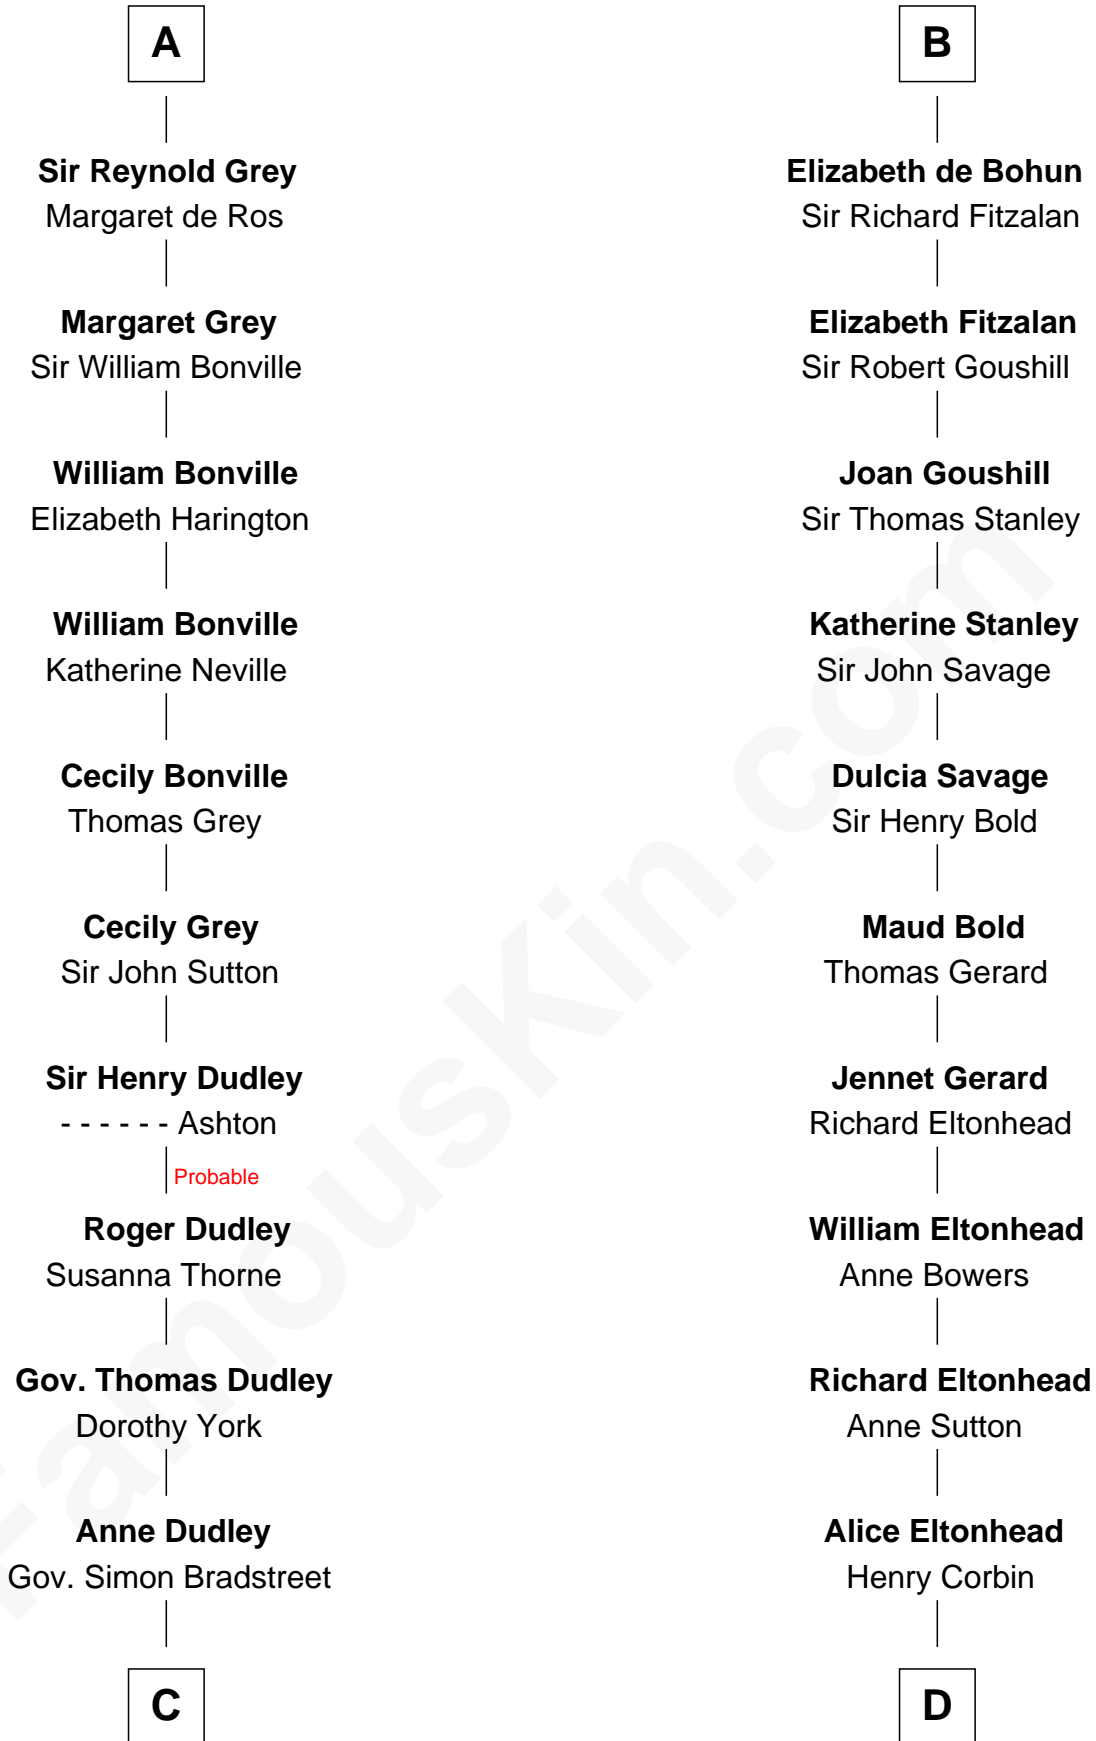 A
Sir Reynold Grey
Margaret de Ros
Margaret Grey
Sir William Bonville
William Bonville
Elizabeth Harington
William Bonville
Katherine Neville
Cecily Bonville
Thomas Grey
Cecily Grey
Sir John Sutton
Sir Henry Dudley
- - - - - - Ashton
Probable
Roger Dudley
Susanna Thorne
Gov. Thomas Dudley
Dorothy York
Anne Dudley
Gov. Simon Bradstreet
C
B
Elizabeth de Bohun
Sir Richard Fitzalan
Elizabeth Fitzalan
Sir Robert Goushill
Joan Goushill
Sir Thomas Stanley
Katherine Stanley
Sir John Savage
Dulcia Savage
Sir Henry Bold
Maud Bold
Thomas Gerard
Jennet Gerard
Richard Eltonhead
William Eltonhead
Anne Bowers
Richard Eltonhead
Anne Sutton
Alice Eltonhead
Henry Corbin
D
FamousKin.com